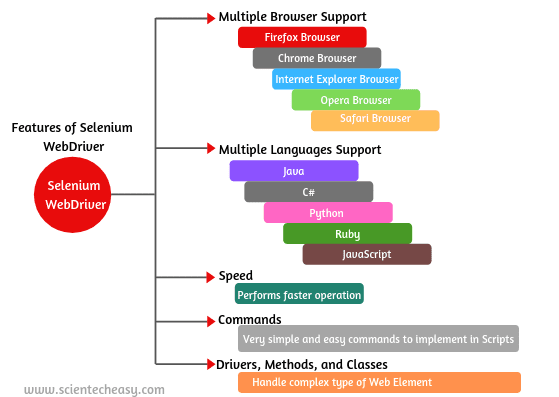 Features of Selenium
WebDriver
Selenium
WebDriver
Multiple Browser Support
Firefox Browser
Chrome Browser
Internet Explorer Browser
Opera Browser
Safari Browser
Multiple Languages Support
Java
C#
Python
Ruby
JavaScript
Speed
Performs faster operation
Commands
Very simple and easy commands to implement in Scripts
Drivers, Methods, and Classes
Handle complex type of Web Element
www.scientecheasy.com